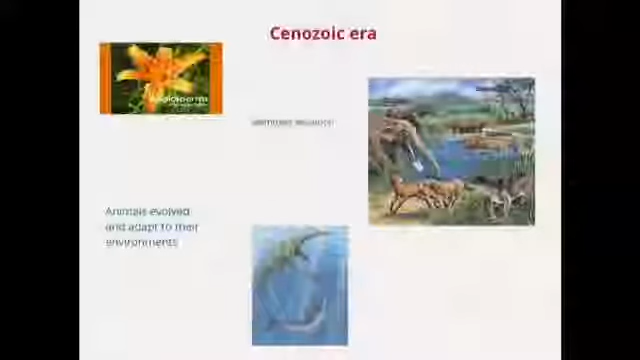 Cenozoic era
Animals evolved
and adapt to their
environments